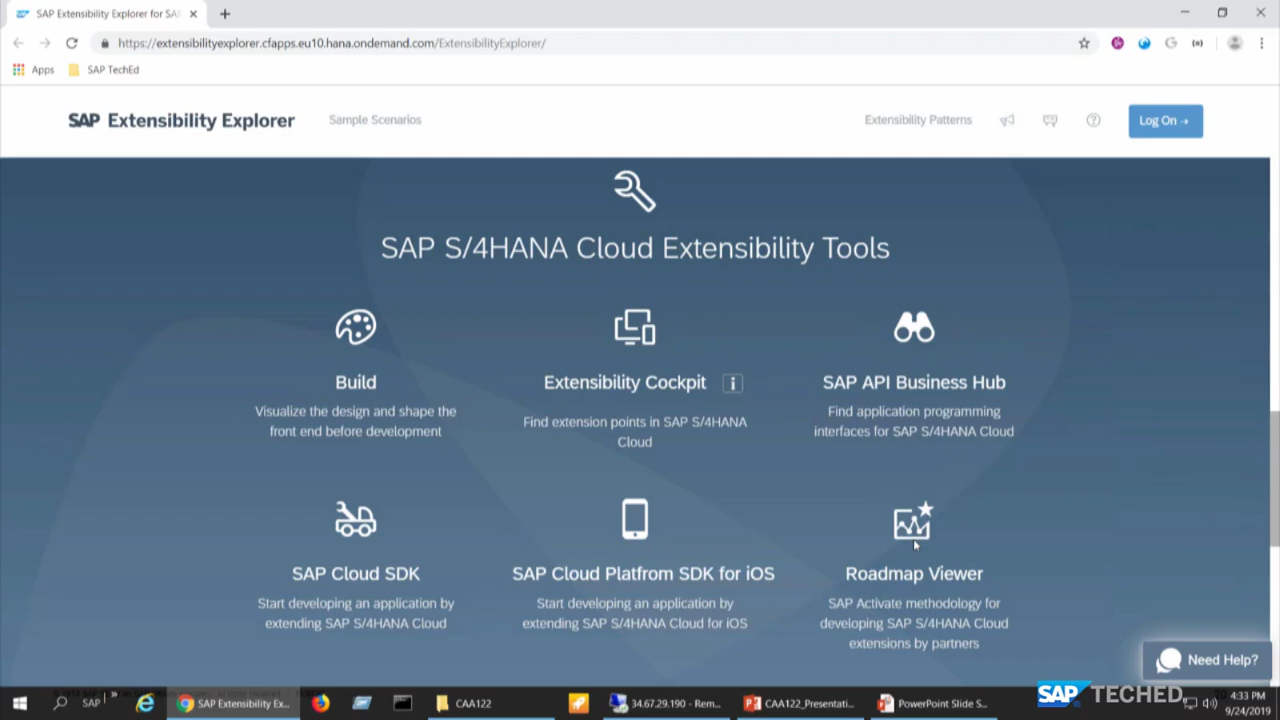 SAP Extensibility Explorer for SA
https://extensibilityexplorer.cfapps.eu10.hana.ondemand.com/ExtensibilityExplorer/
Apps
SAP TechEd
SAP Extensibility Explorer
Sample Scenarios
Extensibility Patterns
Log On →
SAP S/4HANA Cloud Extensibility Tools
Build
Visualize the design and shape the
front end before development
Extensibility Cockpit
Find extension points in SAP S/4HANA
Cloud
SAP API Business Hub
Find application programming
interfaces for SAP S/4HANA Cloud
SAP Cloud SDK
Start developing an application by
extending SAP S/4HANA Cloud
SAP Cloud Platfrom SDK for iOS
Start developing an application by
extending SAP S/4HANA Cloud for iOS
Roadmap Viewer
SAP Activate methodology for
developing SAP S/4HANA Cloud
extensions by partners
Need Help?
SAP
SAP Extensibility Ex...
CAA122
34.67.29.190 - Rem...
CAA122_Presentati...
PowerPoint Slide S...
SAP TECHED
4:33 PM
9/24/2019